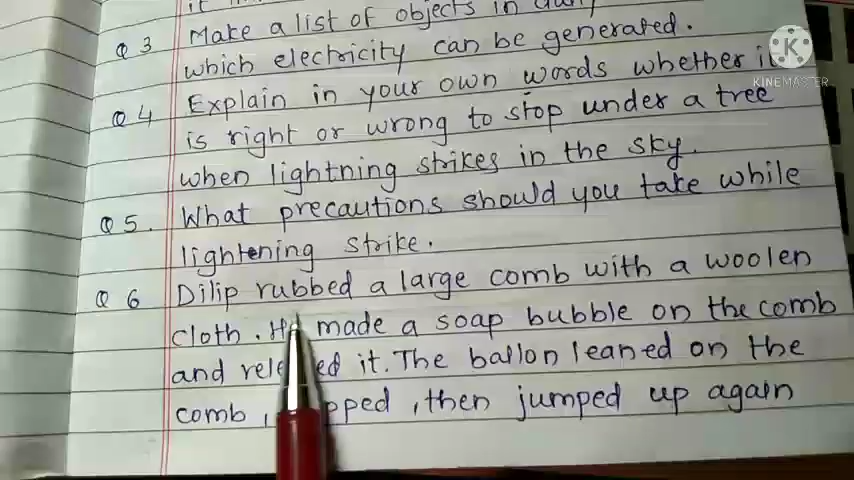 Q 3 Make a list of objects in
which electricity can be generated.
Q 4 Explain in your own words whether
is right or wrong to stop under a tree
when lightning strikes in the sky.
Q 5. What precautions should you take while
lightening strike.
Q 6 Dilip rubbed a large comb with a woolen
cloth. made a soap bubble on the comb
and it. The ballon leaned on the
comb, , then jumped up again
KINEMASTER